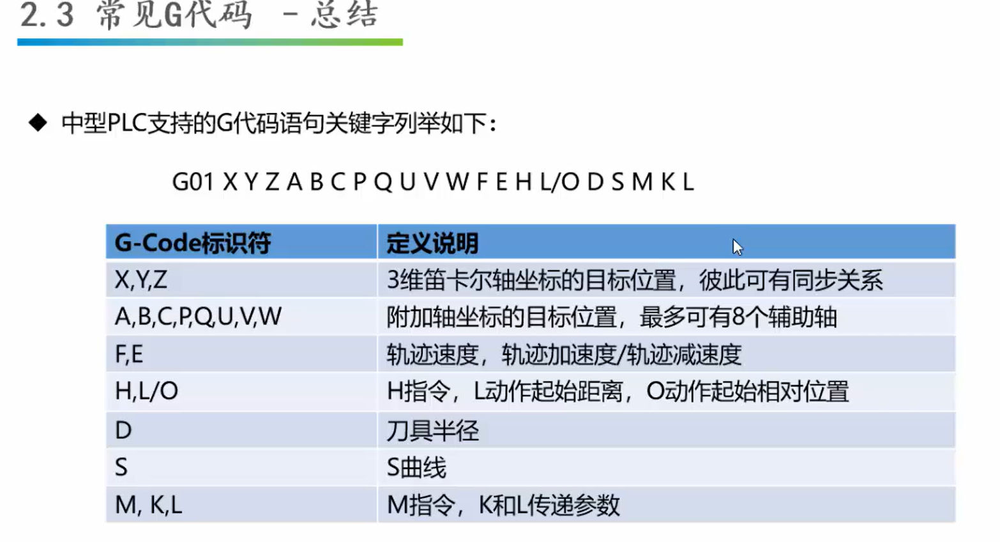 2.3 常见G代码 -总结
◆ 中型PLC支持的G代码语句关键字列举如下：
G01 X Y Z A B C P Q U V W F E H L/O D S M K L
G-Code标识符 定义说明
X,Y,Z 3维笛卡尔轴坐标的目标位置，彼此可有同步关系
A,B,C,P,Q,U,V,W 附加轴坐标的目标位置，最多可有8个辅助轴
F,E 轨迹速度，轨迹加速度/轨迹减速度
H,L/O H指令，L动作起始距离，O动作起始相对位置
D 刀具半径
S S曲线
M, K,L M指令，K和L传递参数